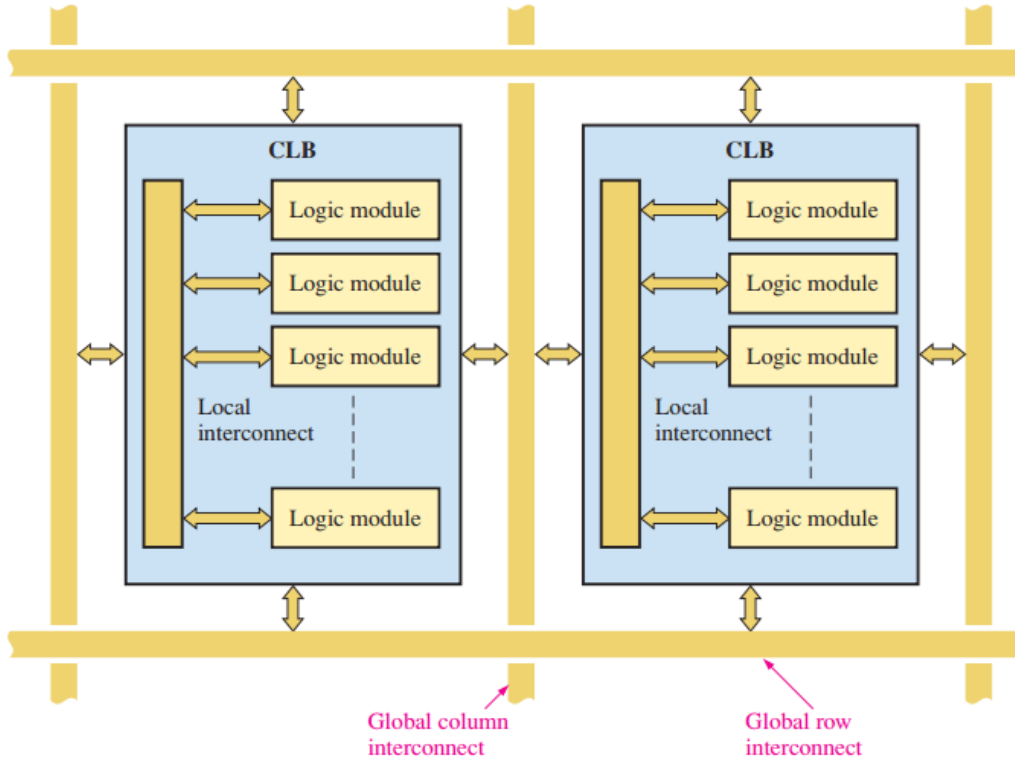 CLB
Logic module
Logic module
Logic module
Local
interconnect
Logic module
CLB
Logic module
Logic module
Logic module
Local
interconnect
Logic module
Global column
interconnect
Global row
interconnect